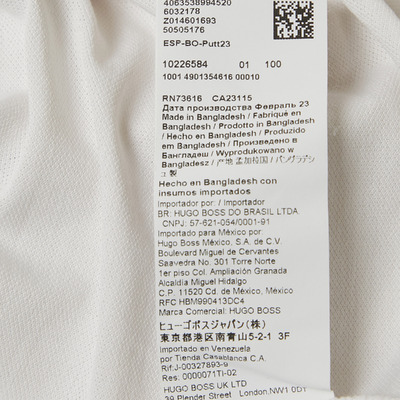 4063538994520
6032178
Z014601693
50505176
ESP-BO-Putt23
10226584 01 100
1001 4901354616 00010
RN73616 CA23115
Дата производства Февраль 23
Made in Bangladesh / Fabriqué en
Bangladesh / Prodotto in Bangladesh
/ Hecho en Bangladesh / Produzido
em Bangladesh / Произведено в
Бангладеш / Wyprodukowano w
Bangladesz / 产地 孟加拉国 / バングラデシ
ュ製
Hecho en Bangladesh con
insumos importados
Importador por: / Importador
BR: HUGO BOSS DO BRASIL LTDA.
CNPJ: 57-621-054/0001-91
Importado para México por:
Hugo Boss México, S.A. de C.V.
Boulevard Miguel de Cervantes
Saavedra No. 301 Torre Norte
1er piso Col. Ampliación Granada
Alcaldía Miguel Hidalgo
C.P. 11520 Cd. de México, México
RFC HBM990413DC4
Marca Comercial: HUGO BOSS
ヒューゴボスジャパン(株)
東京都港区南青山5-2-1 3F
Importado en Venezuela
por Tienda Casablanca C.A.
Rif:J-00327893-9
Res: 0000071Ti-02
HUGO BOSS UK LTD
39 Plender Street London, NW1 0DY